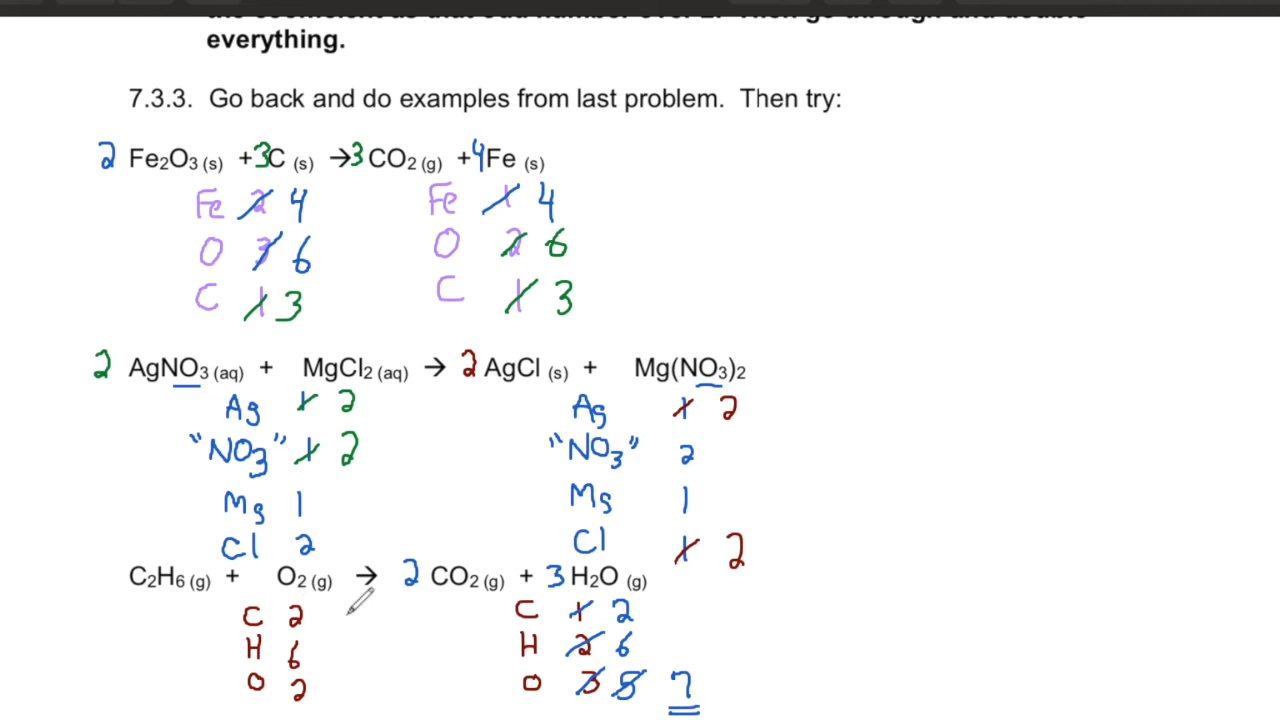 everything.
7.3.3. Go back and do examples from last problem. Then try:
2 Fe2O3 (s) + 3C (s) → 3 CO2 (g) + 4Fe (s)
Fe 2 4 Fe 1 4
O 3 6 O 2 6
C 1 3 C 1 3
2 AgNO3 (aq) + MgCl2 (aq) → 2 AgCl (s) + Mg(NO3)2
Ag 1 2 Ag 1 2
"NO3" 1 2 "NO3" 2
Mg 1 Mg 1
Cl 2 Cl 1 2
C2H6 (g) + O2 (g) → 2 CO2 (g) + 3 H2O (g)
C 2 C 1 2
H 6 H 2 6
O 2 O 3 5 7